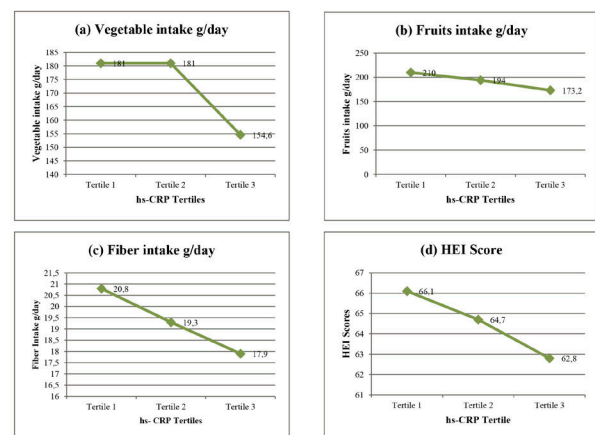 (a) Vegetable intake g/day
Vegetable intake g/day
185
180
175
170
165
160
155
150
145
140
181
181
154,6
Tertile 1 Tertile 2 Tertile 3
hs-CRP Tertiles
(b) Fruits intake g/day
Fruits intake g/day
250
200
150
100
50
0
210
194
173,2
Tertile 1 Tertile 2 Tertile 3
hs-CRP Tertiles
(c) Fiber intake g/day
Fiber Intake g/day
21,5
21
20,5
20
19,5
19
18,5
18
17,5
17
16,5
16
20,8
19,3
17,9
Tertile 1 Tertile 2 Tertile 3
hs- CRP Tertiles
(d) HEI Score
HEI Scores
67
66
65
64
63
62
61
66,1
64,7
62,8
Tertile 1 Tertile 2 Tertile 3
hs-CRP Tertile